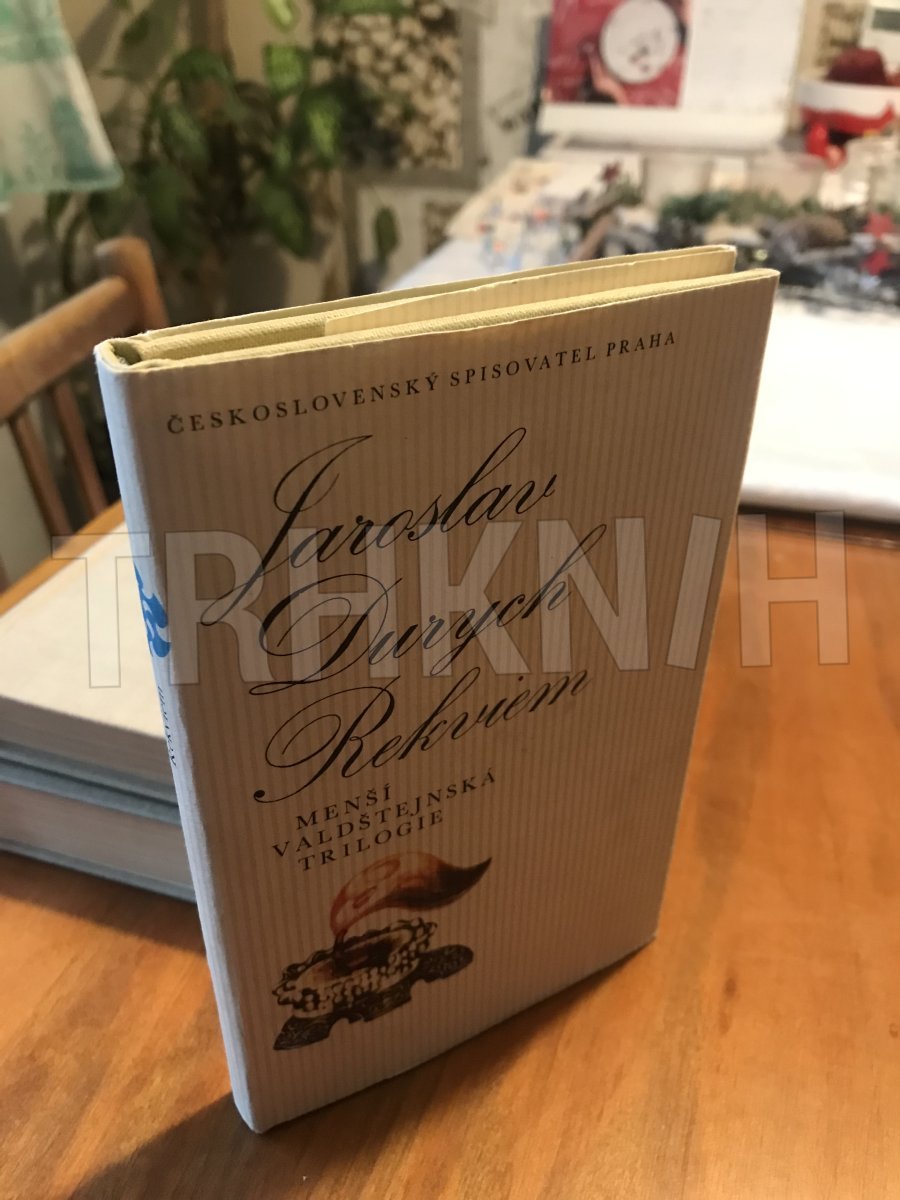 ČESKOSLOVENSKÝ SPISOVATEL PRAHA
Jaroslav
Durych
Rekviem
MENŠÍ
VALDŠTEJNSKÁ
TRILOGIE
TRHKNIH